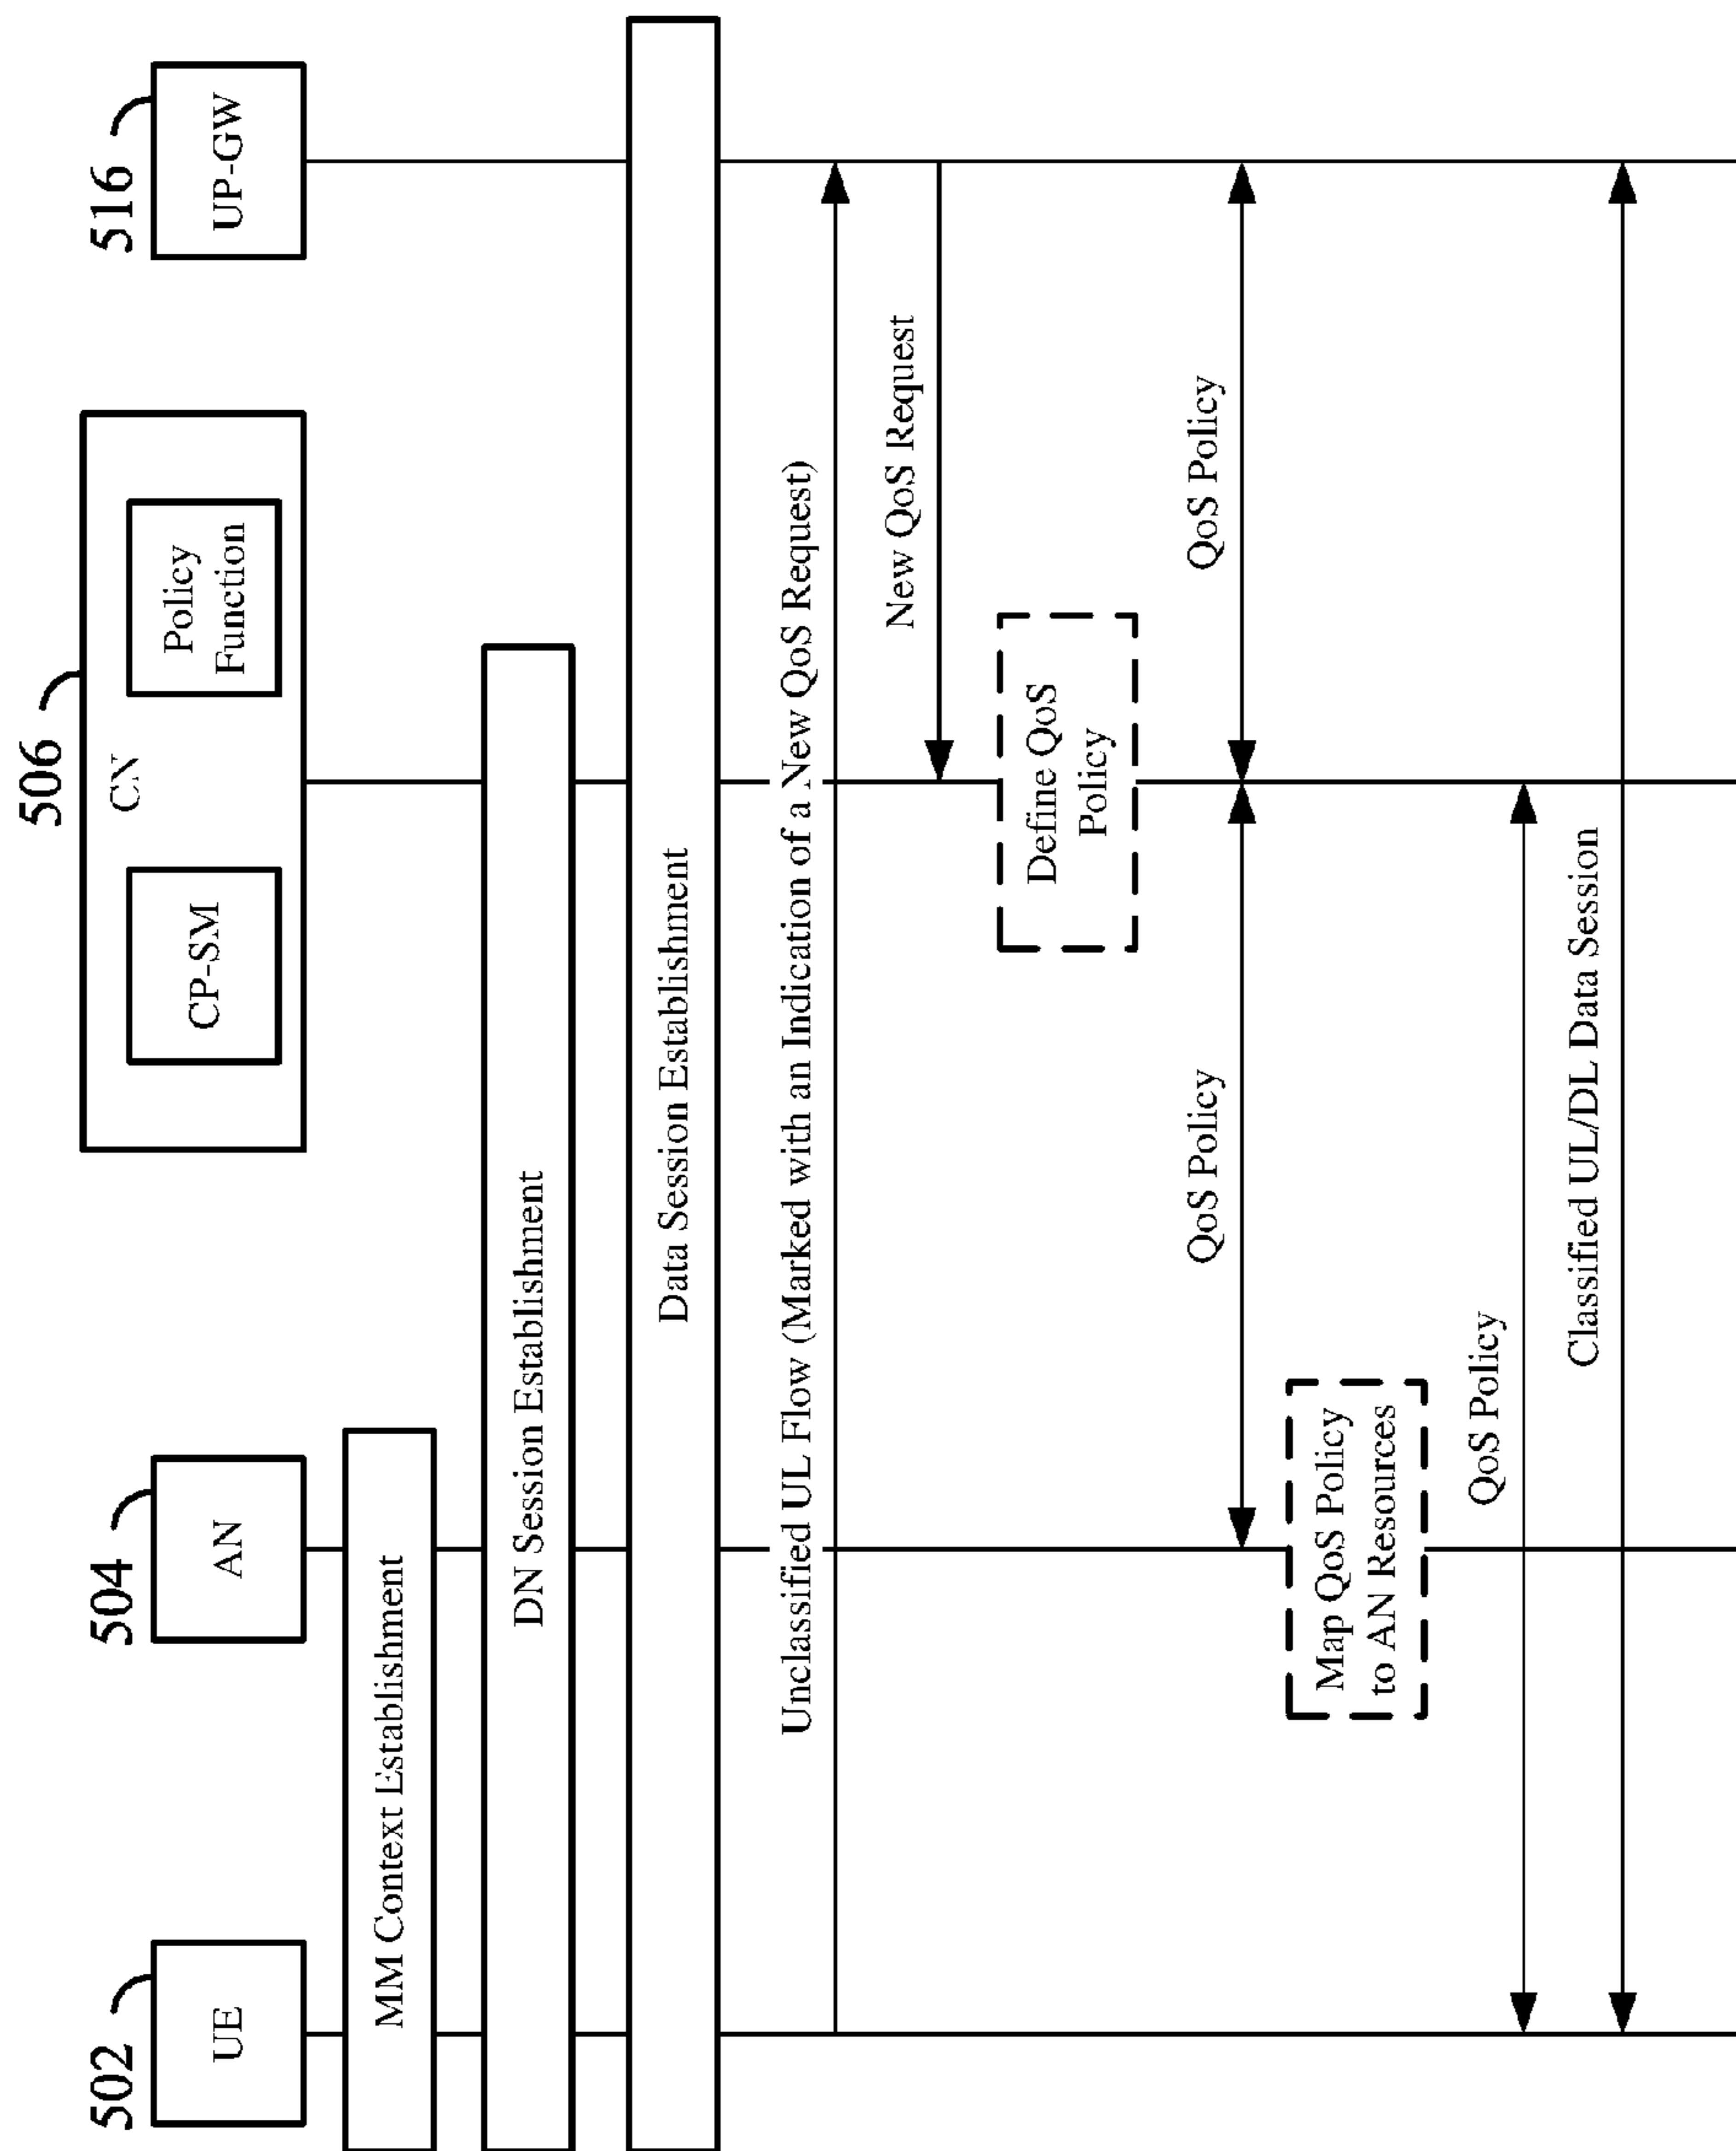 502
504
506
516
UE
AN
CN
CP-SM
Policy
Function
UP-GW
MM Context Establishment
DN Session Establishment
Data Session Establishment
Unclassified UL Flow (Marked with an Indication of a New QoS Request)
New QoS Request
Define QoS
Policy
QoS Policy
QoS Policy
Map QoS Policy
to AN Resources
QoS Policy
Classified UL/DL Data Session